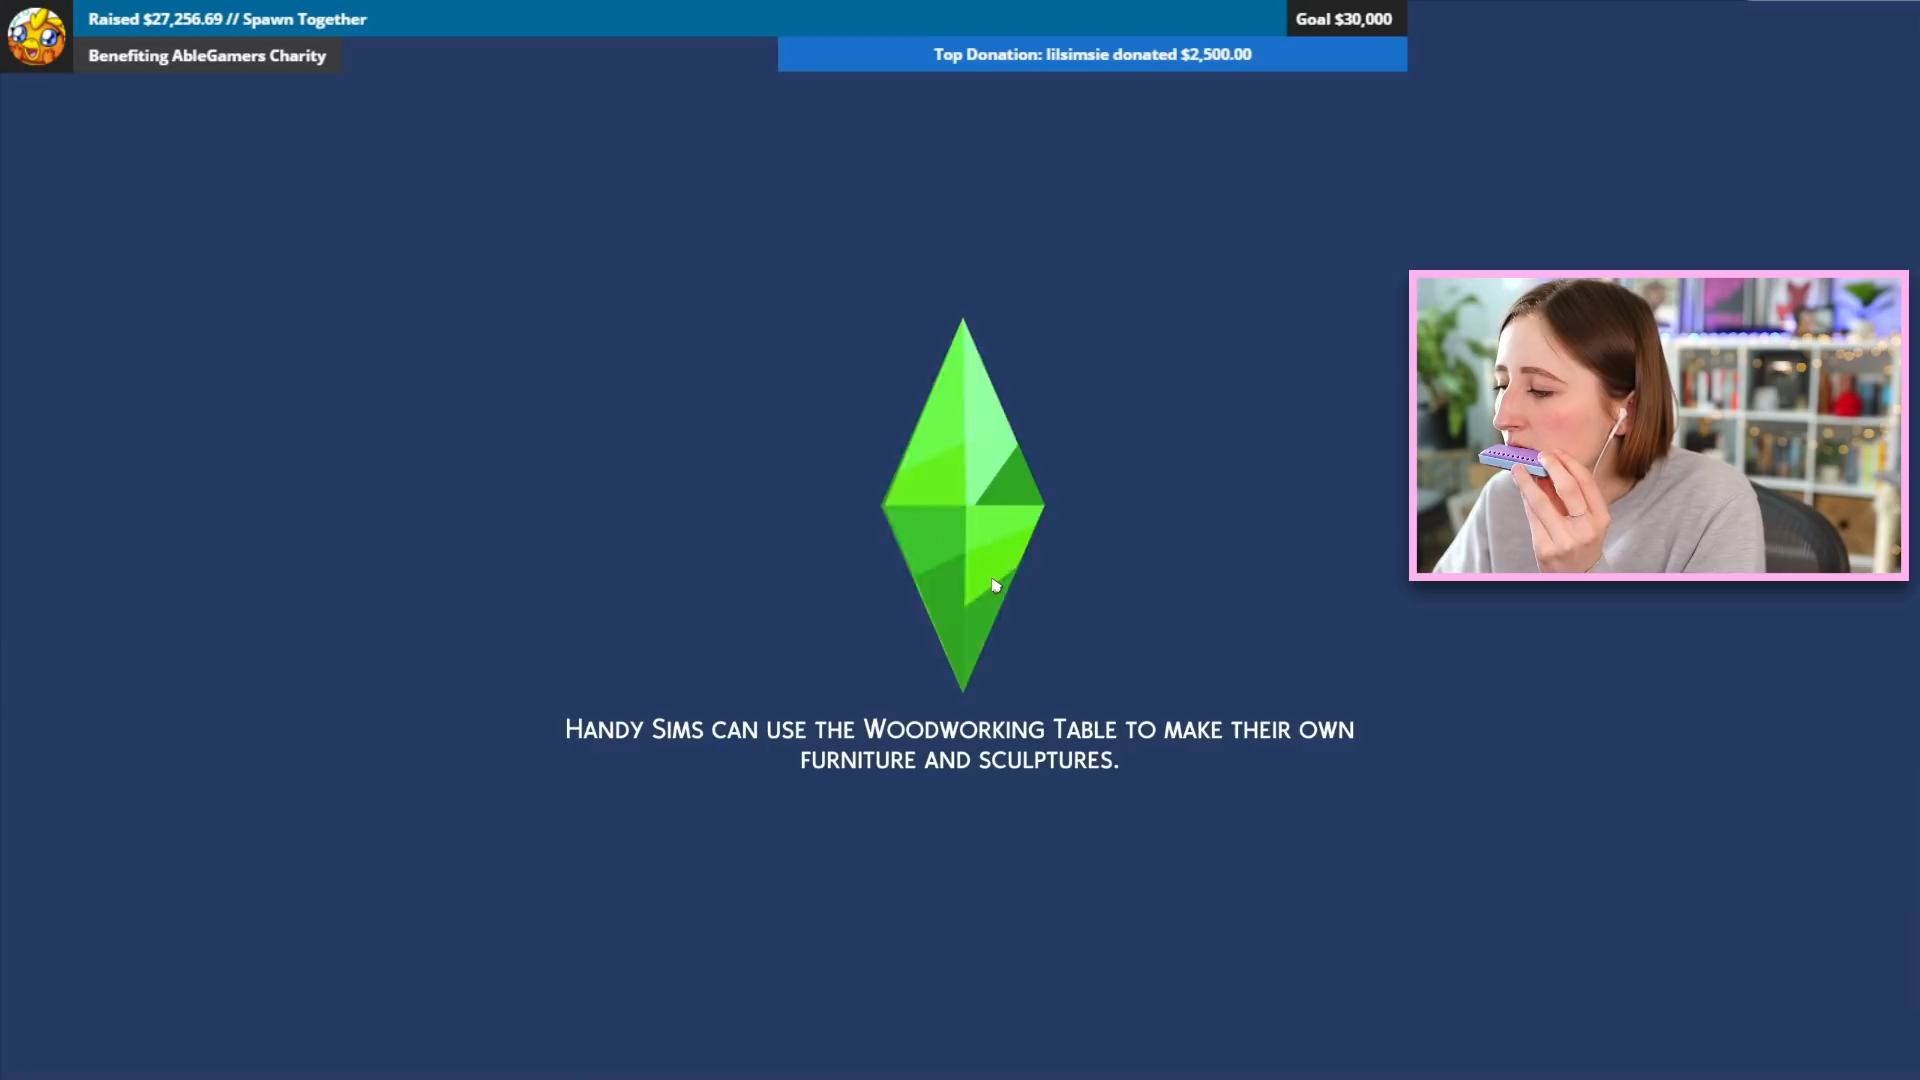 Raised $27,256.69 // Spawn Together
Goal $30,000
Benefiting AbleGamers Charity
Top Donation: lilsimsie donated $2,500.00
HANDY SIMS CAN USE THE WOODWORKING TABLE TO MAKE THEIR OWN
FURNITURE AND SCULPTURES.